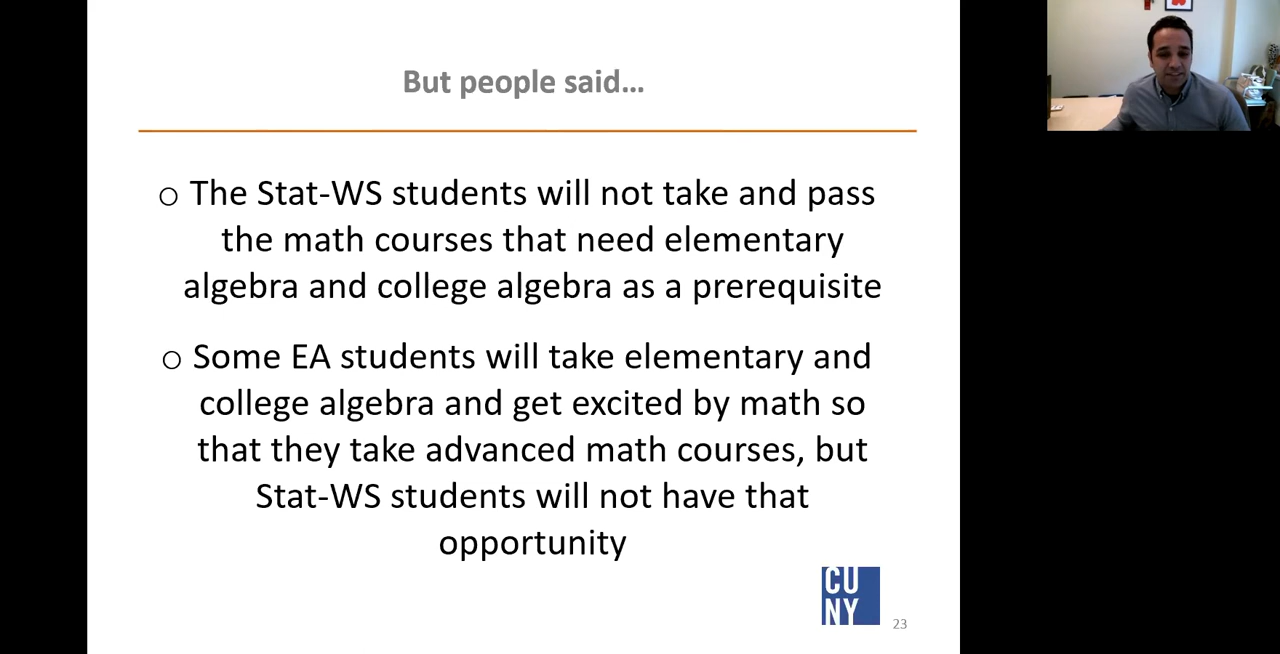 But people said...
○ The Stat-WS students will not take and pass
the math courses that need elementary
algebra and college algebra as a prerequisite
○ Some EA students will take elementary and
college algebra and get excited by math so
that they take advanced math courses, but
Stat-WS students will not have that
opportunity
CU
NY
23